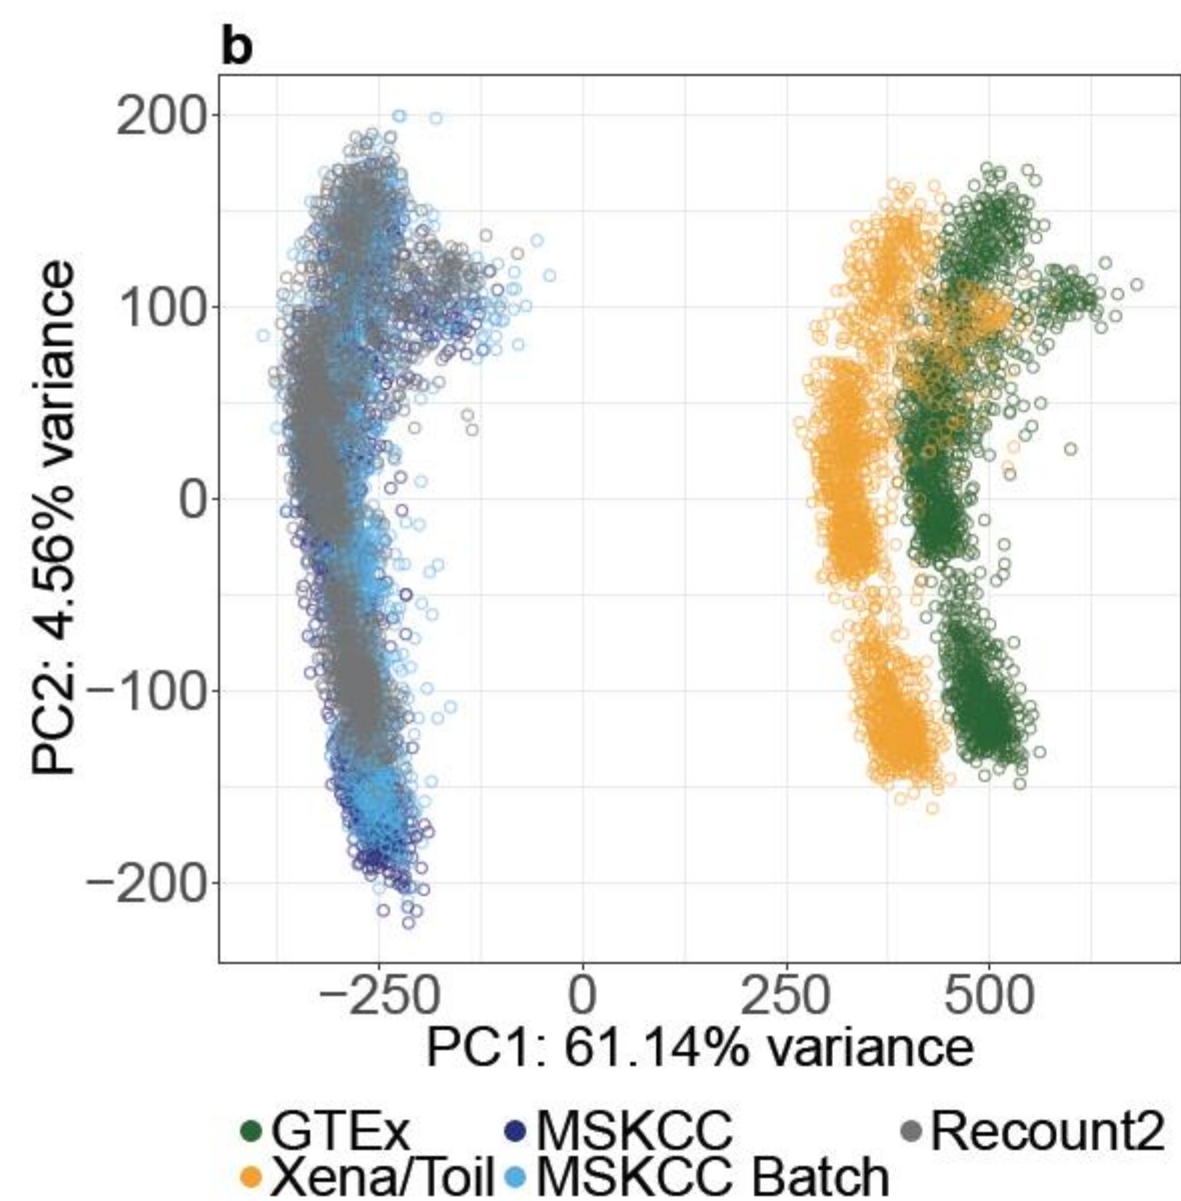 b
200
100
0
−100
−200
PC2: 4.56% variance
−250 0 250 500
PC1: 61.14% variance
GTEx MSKCC Recount2
Xena/Toil MSKCC Batch